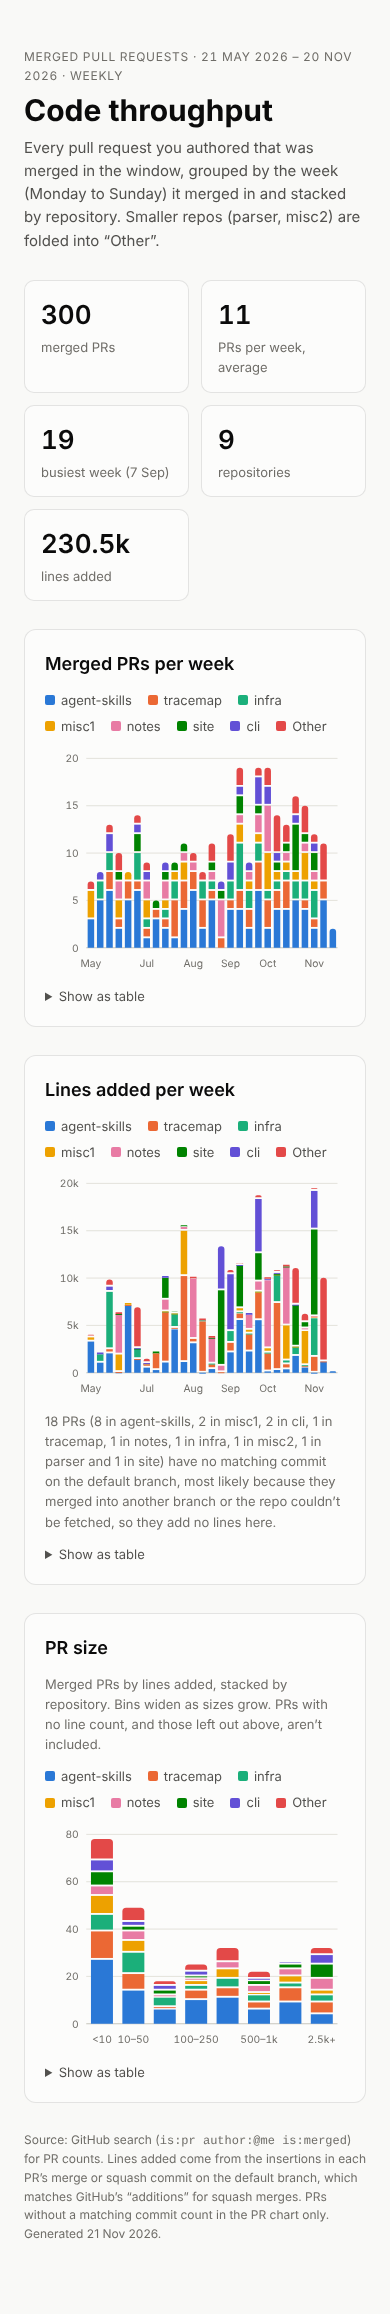 MERGED PULL REQUESTS · 21 MAY 2026 – 20 NOV
2026 · WEEKLY
Code throughput
Every pull request you authored that was
merged in the window, grouped by the week
(Monday to Sunday) it merged in and stacked
by repository. Smaller repos (parser, misc2) are
folded into “Other”.
300
merged PRs
11
PRs per week,
average
19
busiest week (7 Sep)
9
repositories
230.5k
lines added
Merged PRs per week
agent-skills tracemap infra
misc1 notes site cli Other
20
15
10
5
0
May Jul Aug Sep Oct Nov
▶ Show as table
Lines added per week
agent-skills tracemap infra
misc1 notes site cli Other
20k
15k
10k
5k
0
May Jul Aug Sep Oct Nov
18 PRs (8 in agent-skills, 2 in misc1, 2 in cli, 1 in
tracemap, 1 in notes, 1 in infra, 1 in misc2, 1 in
parser and 1 in site) have no matching commit
on the default branch, most likely because they
merged into another branch or the repo couldn’t
be fetched, so they add no lines here.
▶ Show as table
PR size
Merged PRs by lines added, stacked by
repository. Bins widen as sizes grow. PRs with
no line count, and those left out above, aren’t
included.
agent-skills tracemap infra
misc1 notes site cli Other
80
60
40
20
0
<10 10–50 100–250 500–1k 2.5k+
▶ Show as table
Source: GitHub search (is:pr author:@me is:merged)
for PR counts. Lines added come from the insertions in each
PR’s merge or squash commit on the default branch, which
matches GitHub’s “additions” for squash merges. PRs
without a matching commit count in the PR chart only.
Generated 21 Nov 2026.